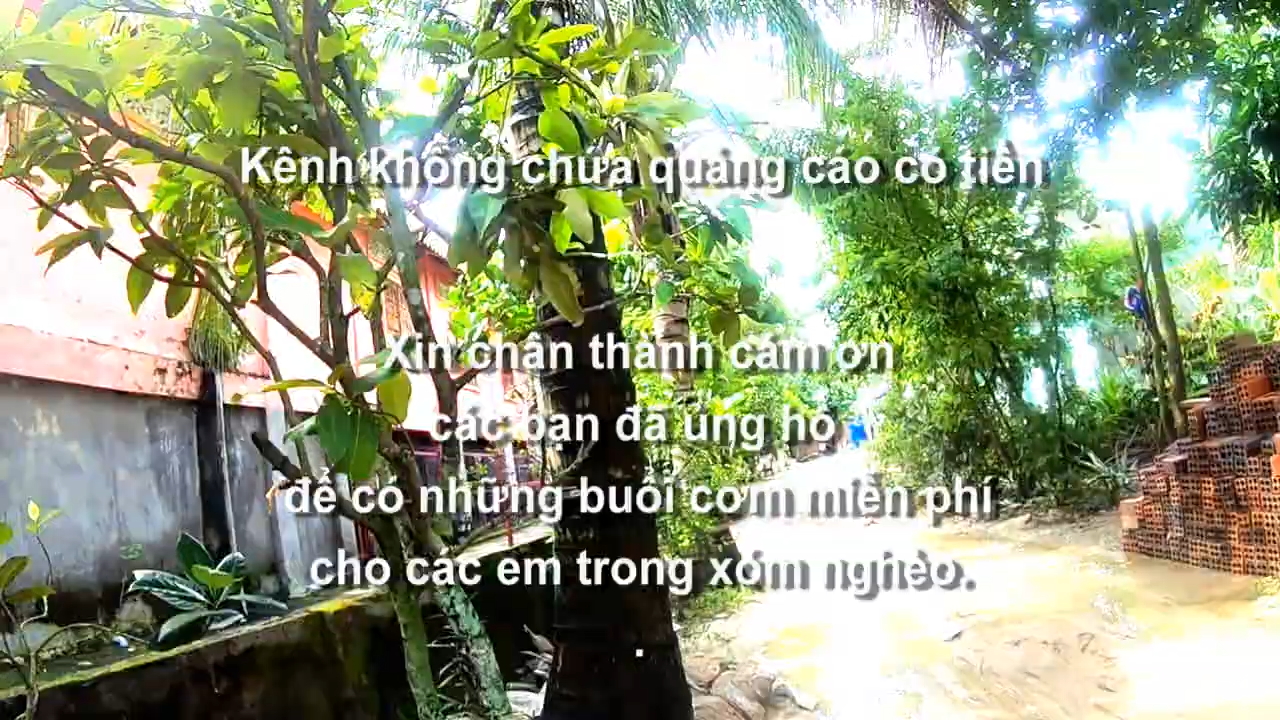 Kênh không chưa quảng cáo có tiền
Xin chân thành cám ơn
các bạn đã ủng hộ
để có những buổi cơm miễn phí
cho các em trong xóm nghèo.
.